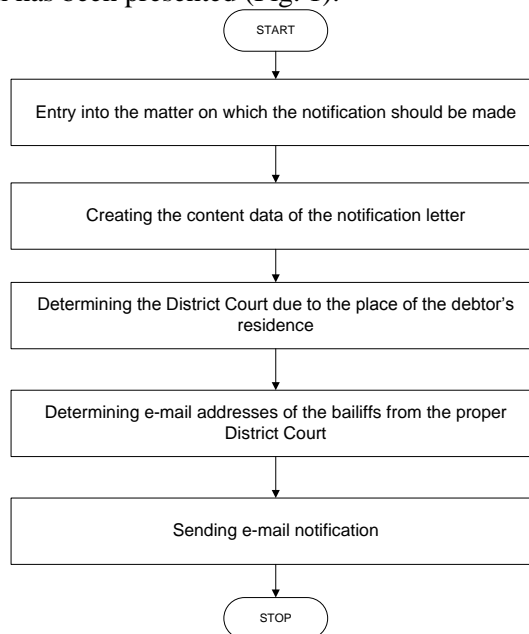 has been presented (Fig. 1).
START
Entry into the matter on which the notification should be made
Creating the content data of the notification letter
Determining the District Court due to the place of the debtor's
residence
Determining e-mail addresses of the bailiffs from the proper
District Court
Sending e-mail notification
STOP